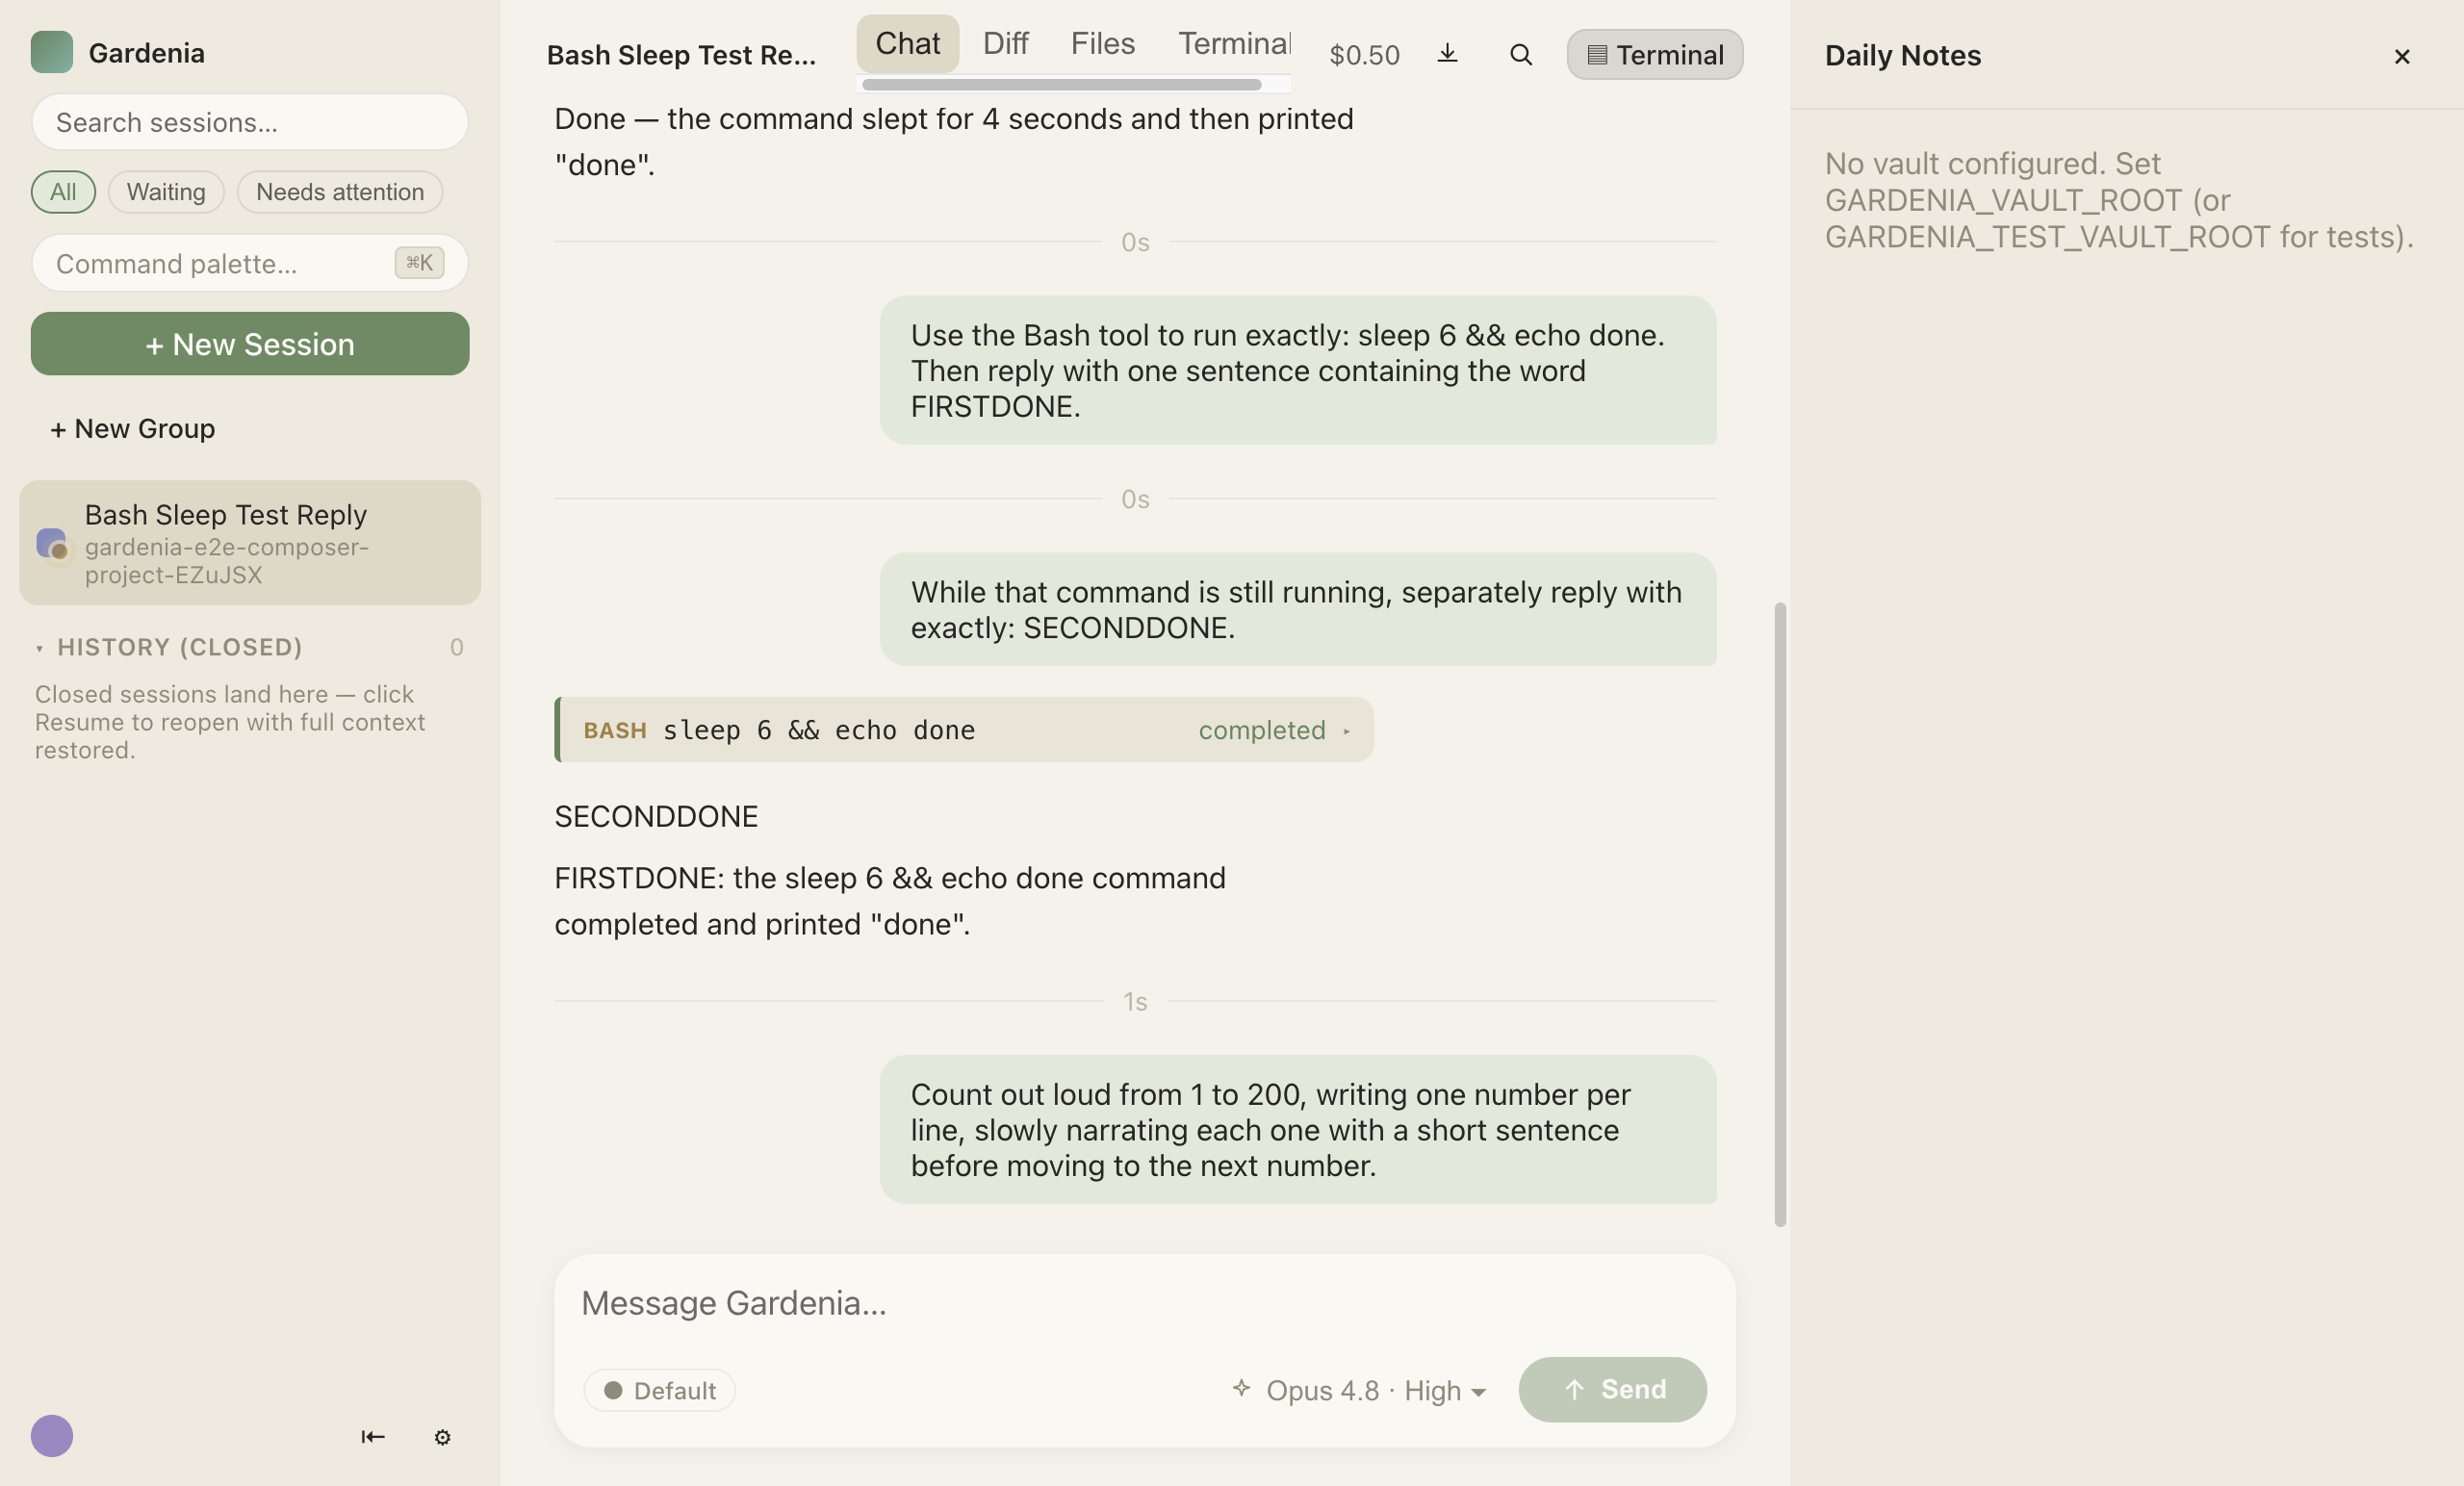 Gardenia
Search sessions...
All
Waiting
Needs attention
Command palette...
⌘K
+ New Session
+ New Group
Bash Sleep Test Reply
gardenia-e2e-composer-
project-EZuJSX
HISTORY (CLOSED)
0
Closed sessions land here — click
Resume to reopen with full context
restored.
Bash Sleep Test Re...
Chat
Diff
Files
Terminal
$0.50
Terminal
Done — the command slept for 4 seconds and then printed
"done".
0s
Use the Bash tool to run exactly: sleep 6 && echo done.
Then reply with one sentence containing the word
FIRSTDONE.
0s
While that command is still running, separately reply with
exactly: SECONDDONE.
BASH sleep 6 && echo done
completed
SECONDDONE
FIRSTDONE: the sleep 6 && echo done command
completed and printed "done".
1s
Count out loud from 1 to 200, writing one number per
line, slowly narrating each one with a short sentence
before moving to the next number.
Message Gardenia...
Default
Opus 4.8 · High
Send
Daily Notes
No vault configured. Set
GARDENIA_VAULT_ROOT (or
GARDENIA_TEST_VAULT_ROOT for tests).